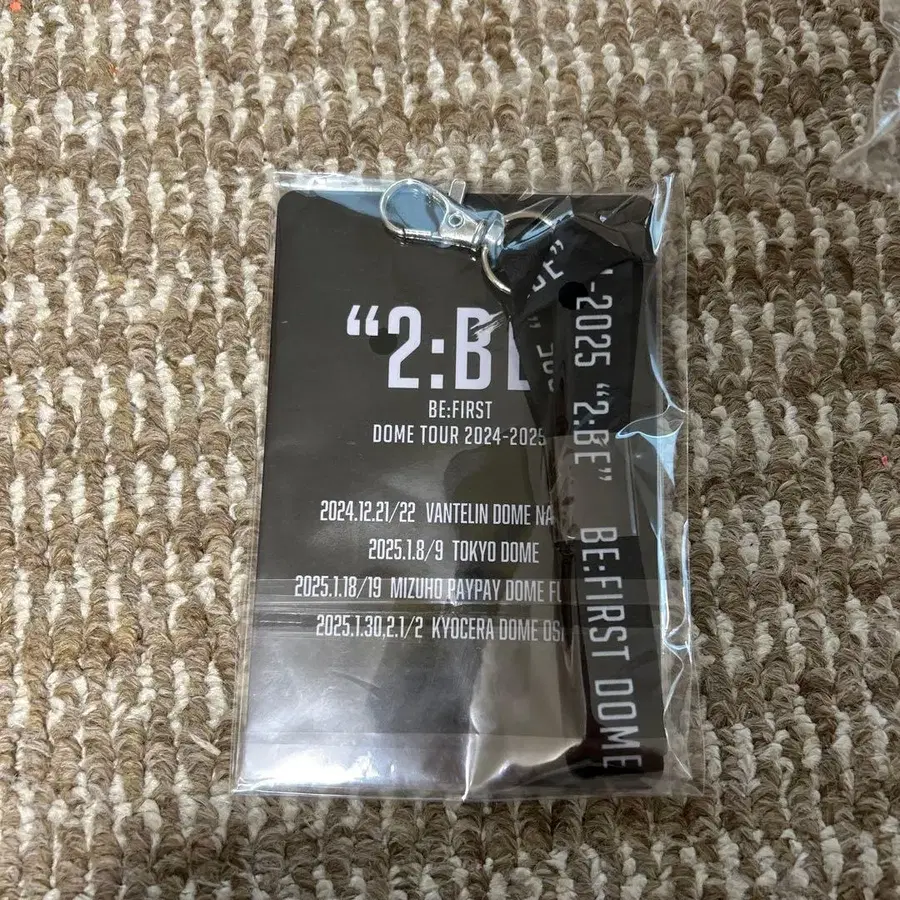 “2:BE
BE:FIRST
DOME TOUR 2024-2025
2024.12.21/22 VANTELIN DOME NA
2025.1.8/9 TOKYO DOME
2025.1.18/19 MIZUHO PAYPAY DOME FU
2025.1.30,2.1/2 KYOCERA DOME OSA
-2025 “2:BE” BE:FIRST DOME